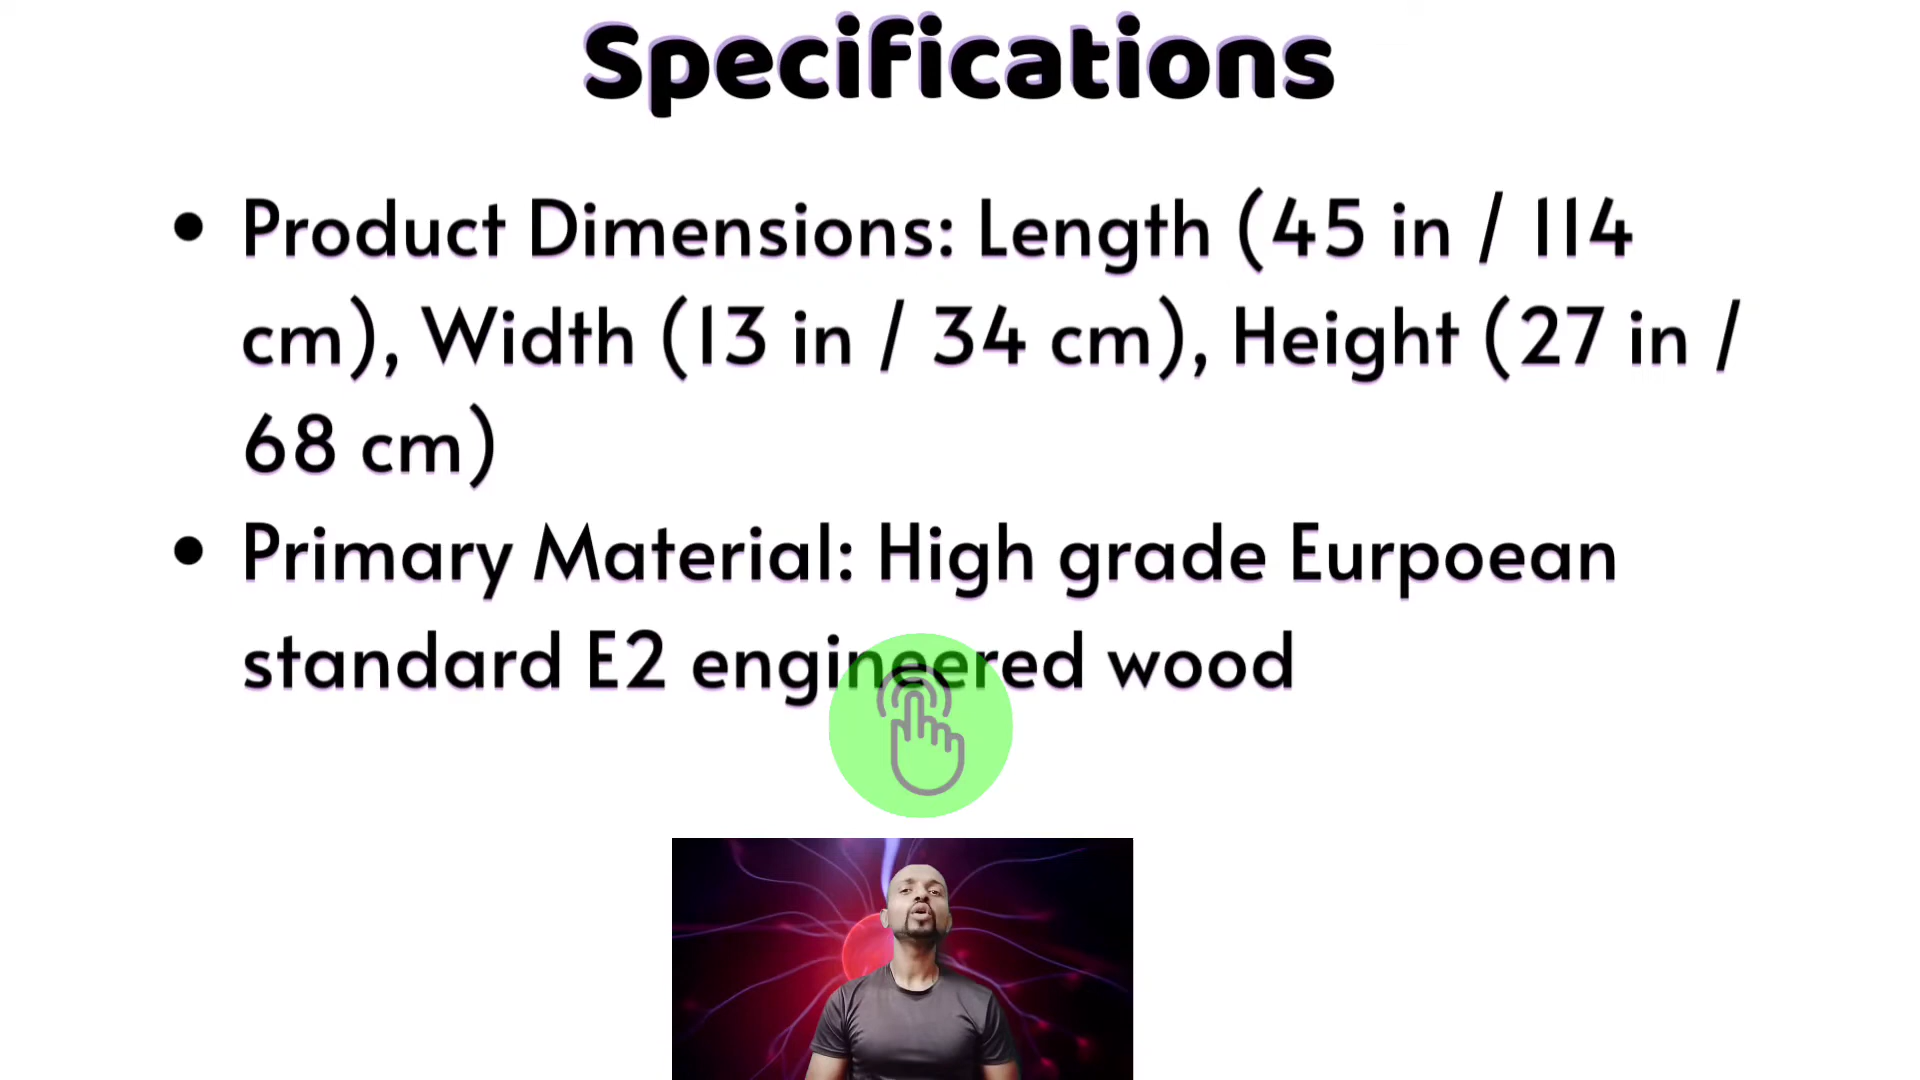 Specifications
• Product Dimensions: Length (45 in / 114
cm), Width (13 in / 34 cm), Height (27 in /
68 cm)
• Primary Material: High grade Eurpoean
standard E2 engineered wood